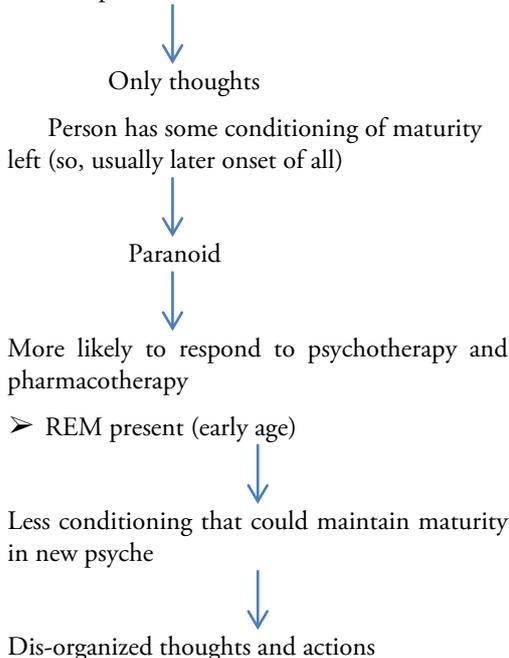 Only thoughts
Person has some conditioning of maturity
left (so, usually later onset of all)
Paranoid
More likely to respond to psychotherapy and
pharmacotherapy
➢ REM present (early age)
Less conditioning that could maintain maturity
in new psyche
Dis-organized thoughts and actions